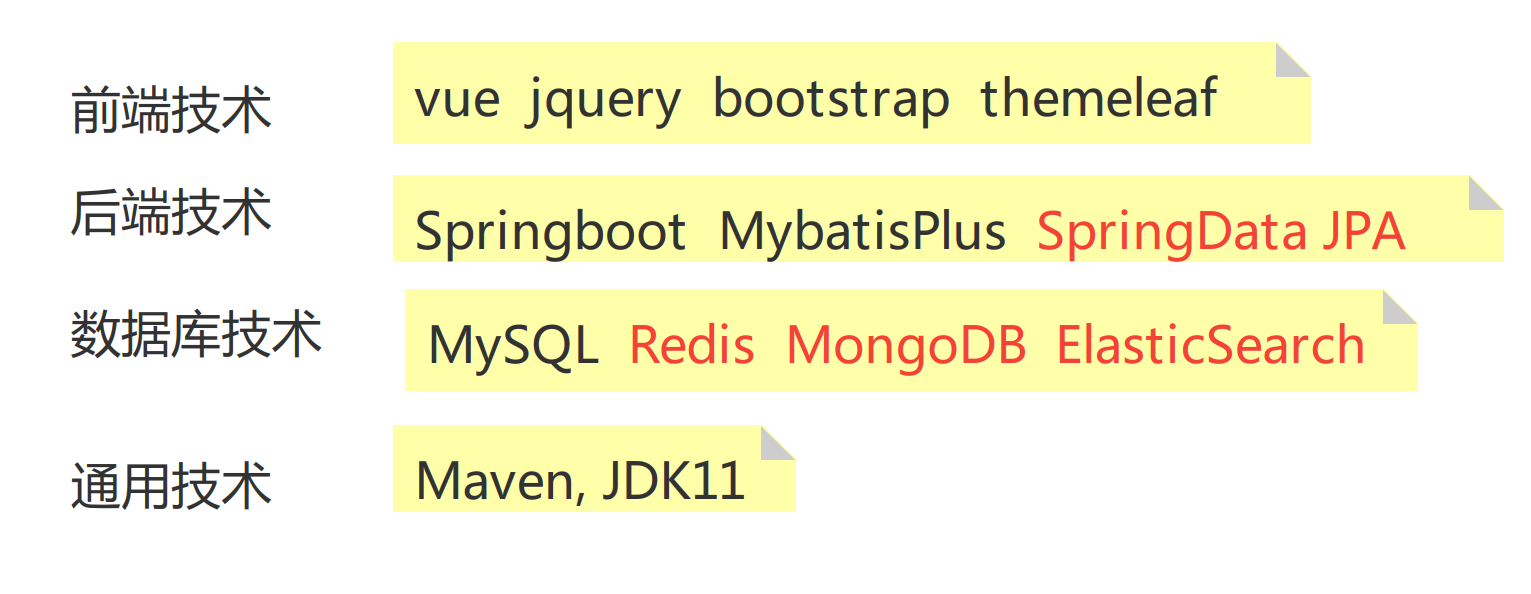 前端技术 vue jquery bootstrap themeleaf
后端技术 Springboot MybatisPlus SpringData JPA
数据库技术 MySQL Redis MongoDB ElasticSearch
通用技术 Maven, JDK11